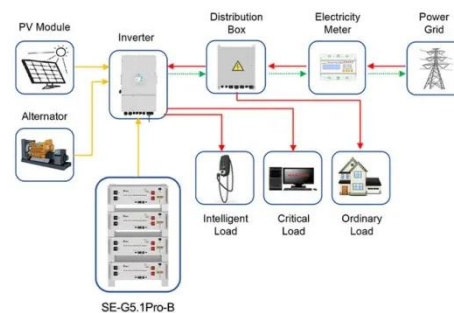 PV Module
Inverter
Distribution
Box
Electricity
Meter
Power
Grid
Alternator
Intelligent
Load
Critical
Load
Ordinary
Load
SE-G5.1Pro-B